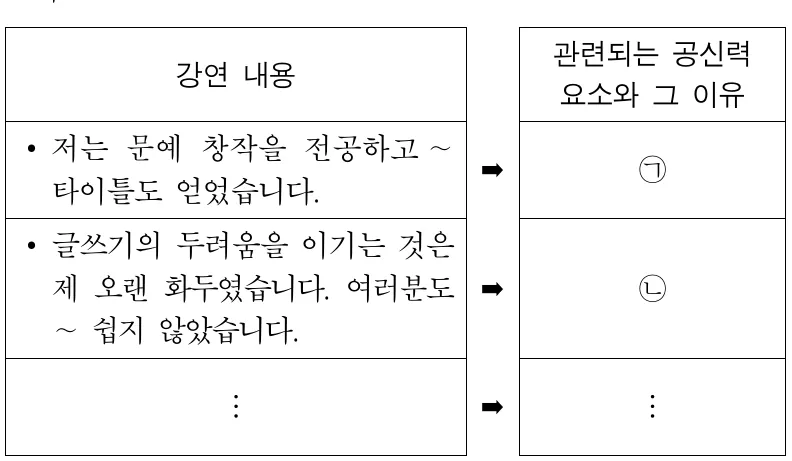 강연 내용
관련되는 공신력
요소와 그 이유
• 저는 문예 창작을 전공하고 ~
타이틀도 얻었습니다.
➡
㉠
• 글쓰기의 두려움을 이기는 것은
제 오랜 화두였습니다. 여러분도
~ 쉽지 않았습니다.
➡
㉡
⋮
➡
⋮